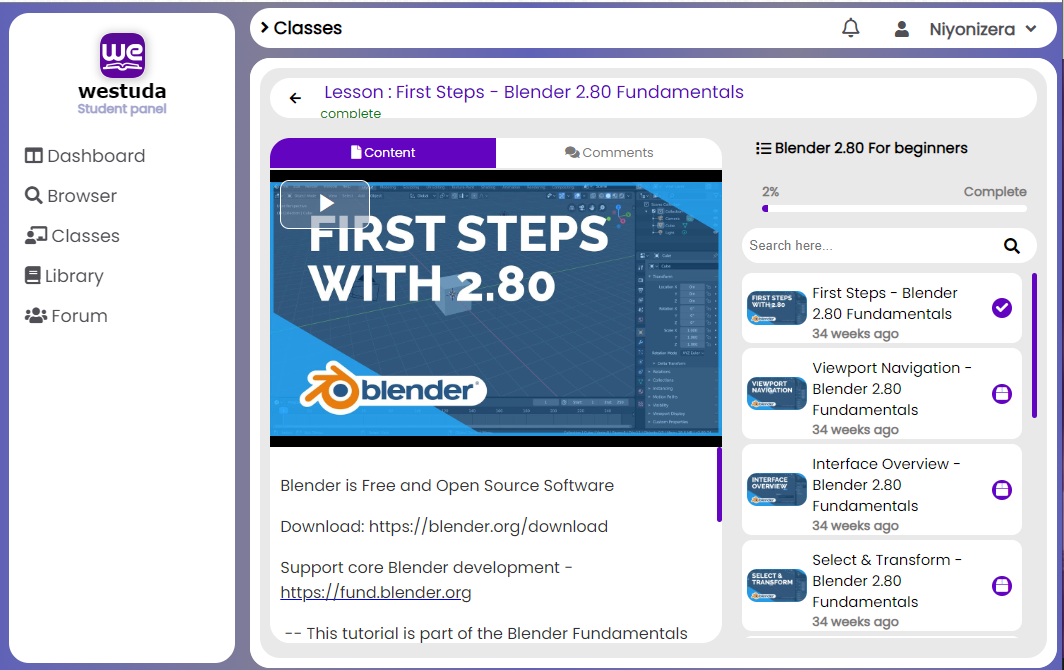 we
westuda
Student panel
Dashboard
Browser
Classes
Library
Forum
Classes
Niyonizera
Lesson : First Steps - Blender 2.80 Fundamentals
complete
Content
Comments
FIRST STEPS
WITH 2.80
blender
Blender is Free and Open Source Software
Download: https://blender.org/download
Support core Blender development -
https://fund.blender.org
-- This tutorial is part of the Blender Fundamentals
Blender 2.80 For beginners
2%
Complete
Search here...
FIRST STEPS
WITH 2.80
First Steps - Blender
2.80 Fundamentals
34 weeks ago
VIEWPORT
NAVIGATION
Viewport Navigation -
Blender 2.80
Fundamentals
34 weeks ago
INTERFACE
OVERVIEW
Interface Overview -
Blender 2.80
Fundamentals
34 weeks ago
SELECT &
TRANSFORM
Select & Transform -
Blender 2.80
Fundamentals
34 weeks ago